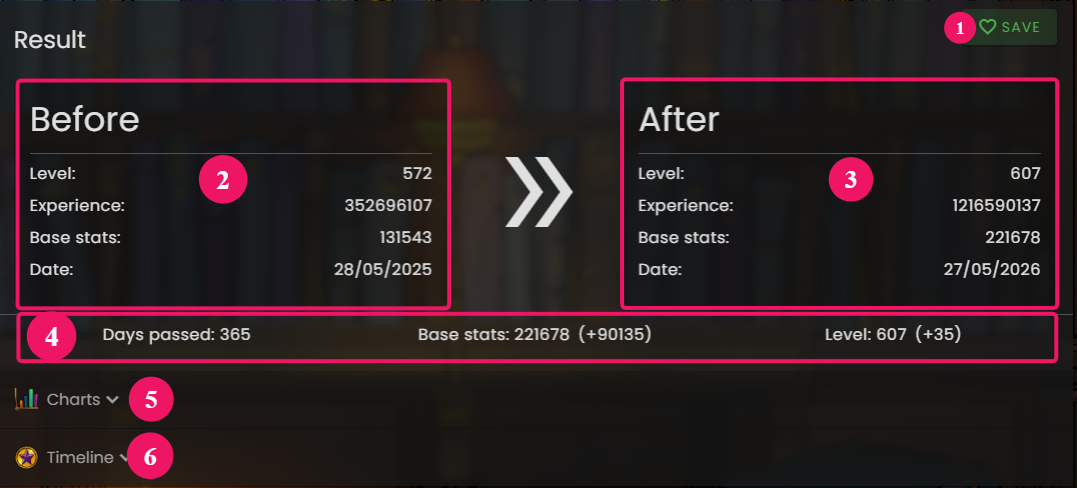 1 SAVE
Result
Before
Level: 572
Experience: 352696107
Base stats: 131543
Date: 28/05/2025
2
After
Level: 607
Experience: 1216590137
Base stats: 221678
Date: 27/05/2026
3
4 Days passed: 365 Base stats: 221678 (+90135) Level: 607 (+35)
Charts 5
Timeline 6